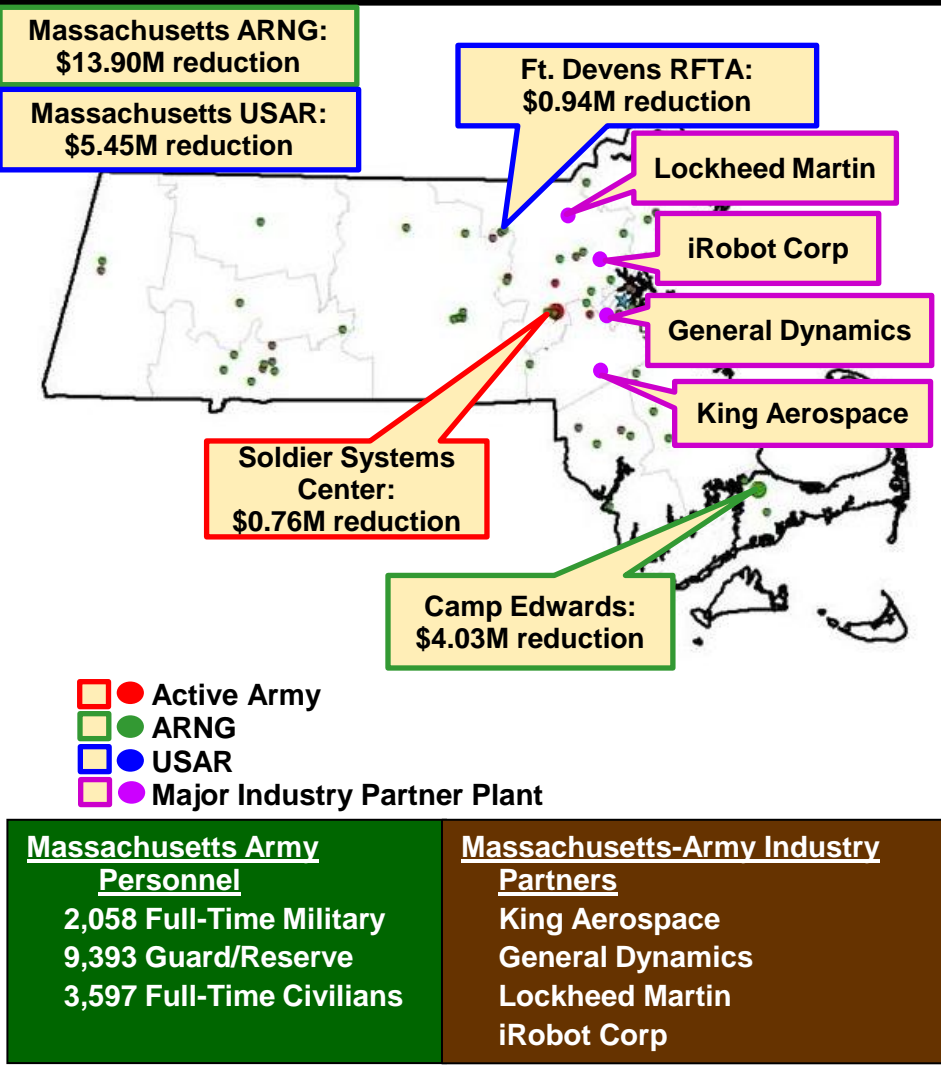 Massachusetts ARNG:
$13.90M reduction
Massachusetts USAR:
$5.45M reduction
Ft. Devens RFTA:
$0.94M reduction
Lockheed Martin
iRobot Corp
General Dynamics
King Aerospace
Soldier Systems
Center:
$0.76M reduction
Camp Edwards:
$4.03M reduction
Active Army
ARNG
USAR
Major Industry Partner Plant
Massachusetts Army
Personnel
2,058 Full-Time Military
9,393 Guard/Reserve
3,597 Full-Time Civilians
Massachusetts-Army Industry
Partners
King Aerospace
General Dynamics
Lockheed Martin
iRobot Corp